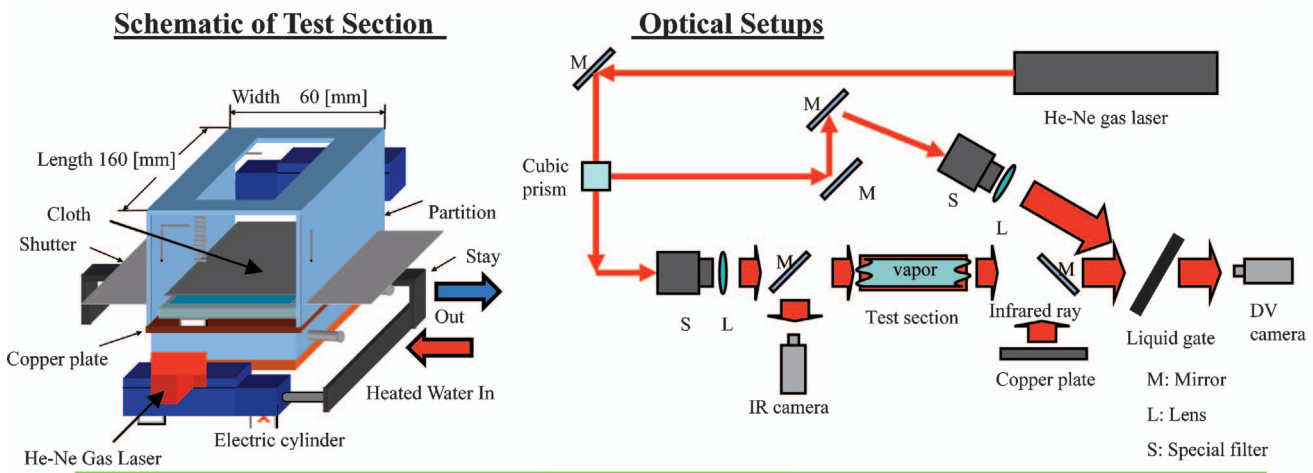 Schematic of Test Section
Width 60 [mm]
Length 160 [mm]
Cloth
Shutter
Partition
Stay
Out
Copper plate
Heated Water In
Electric cylinder
He-Ne Gas Laser
Optical Setups
M
He-Ne gas laser
M
Cubic
prism
M
S
L
M
vapor
M
S
L
Test section
Infrared ray
Liquid gate
DV
camera
Copper plate
IR camera
M: Mirror
L: Lens
S: Special filter